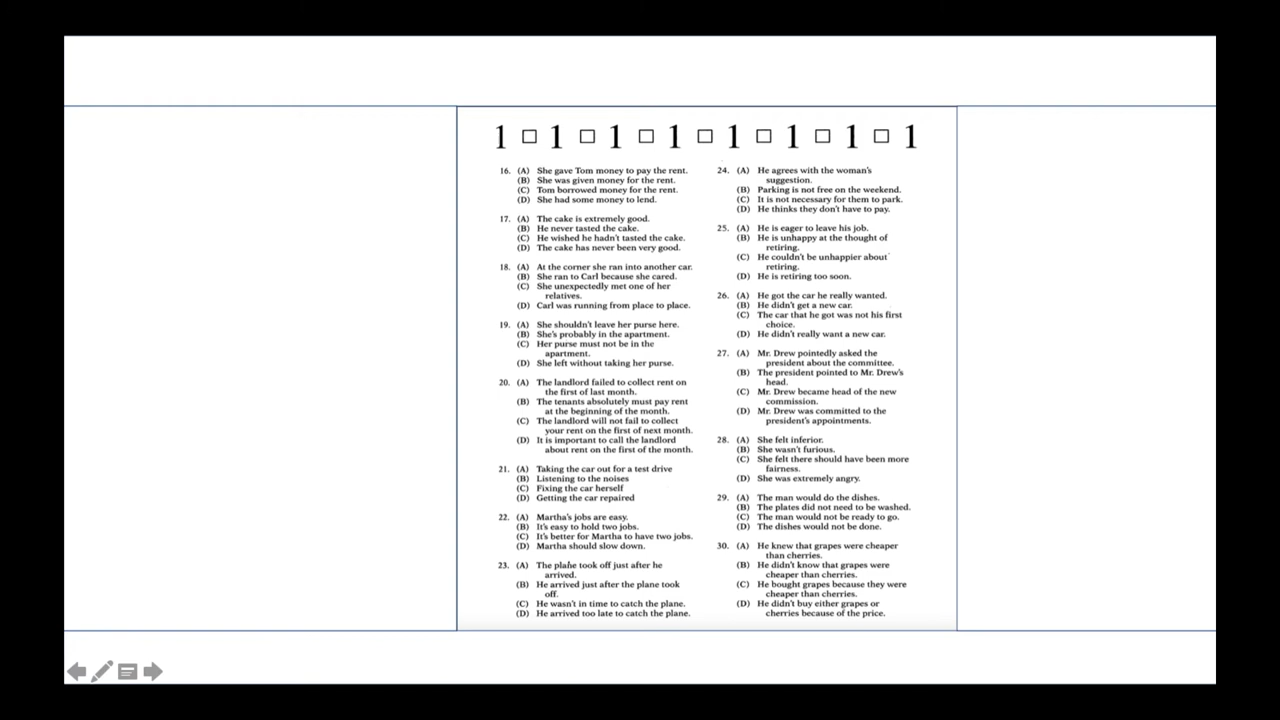 1 □ 1 □ 1 □ 1 □ 1 □ 1 □ 1 □ 1
16. (A) She gave Tom money to pay the rent.
(B) She was given money for the rent.
(C) Tom borrowed money for the rent.
(D) She had some money to lend.
17. (A) The cake is extremely good.
(B) He never tasted the cake.
(C) He wished he hadn't tasted the cake.
(D) The cake has never been very good.
18. (A) At the corner she ran into another car.
(B) She ran to Carl because she cared.
(C) She unexpectedly met one of her
relatives.
(D) Carl was running from place to place.
19. (A) She shouldn't leave her purse here.
(B) She's probably in the apartment.
(C) Her purse must not be in the
apartment.
(D) She left without taking her purse.
20. (A) The landlord failed to collect rent on
the first of last month.
(B) The tenants absolutely must pay rent
at the beginning of the month.
(C) The landlord will not fail to collect
your rent on the first of next month.
(D) It is important to call the landlord
about rent on the first of the month.
21. (A) Taking the car out for a test drive
(B) Listening to the noises
(C) Fixing the car herself
(D) Getting the car repaired
22. (A) Martha's jobs are easy.
(B) It's easy to hold two jobs.
(C) It's better for Martha to have two jobs.
(D) Martha should slow down.
23. (A) The plane took off just after he
arrived.
(B) He arrived just after the plane took
off.
(C) He wasn't in time to catch the plane.
(D) He arrived too late to catch the plane.
24. (A) He agrees with the woman's
suggestion.
(B) Parking is not free on the weekend.
(C) It is not necessary for them to park.
(D) He thinks they don't have to pay.
25. (A) He is eager to leave his job.
(B) He is unhappy at the thought of
retiring.
(C) He couldn't be unhappier about
retiring.
(D) He is retiring too soon.
26. (A) He got the car he really wanted.
(B) He didn't get a new car.
(C) The car that he got was not his first
choice.
(D) He didn't really want a new car.
27. (A) Mr. Drew pointedly asked the
president about the committee.
(B) The president pointed to Mr. Drew's
head.
(C) Mr. Drew became head of the new
commission.
(D) Mr. Drew was committed to the
president's appointments.
28. (A) She felt inferior.
(B) She wasn't furious.
(C) She felt there should have been more
fairness.
(D) She was extremely angry.
29. (A) The man would do the dishes.
(B) The plates did not need to be washed.
(C) The man would not be ready to go.
(D) The dishes would not be done.
30. (A) He knew that grapes were cheaper
than cherries.
(B) He didn't know that grapes were
cheaper than cherries.
(C) He bought grapes because they were
cheaper than cherries.
(D) He didn't buy either grapes or
cherries because of the price.